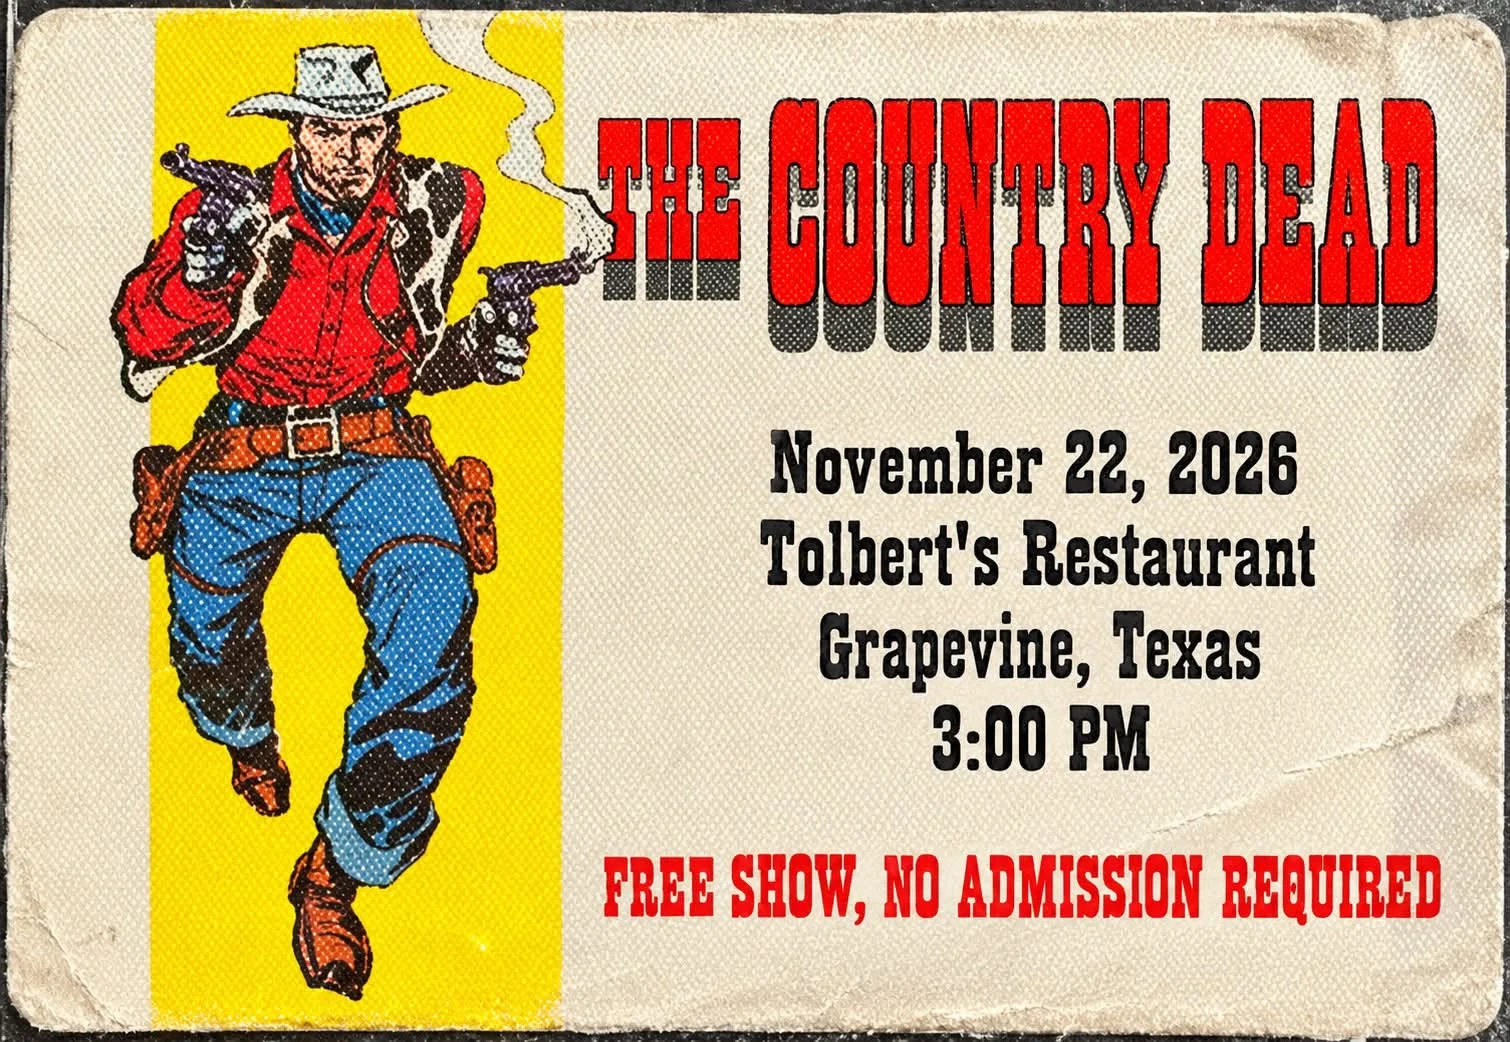 THE COUNTRY DEAD
November 22, 2026
Tolbert's Restaurant
Grapevine, Texas
3:00 PM
FREE SHOW, NO ADMISSION REQUIRED